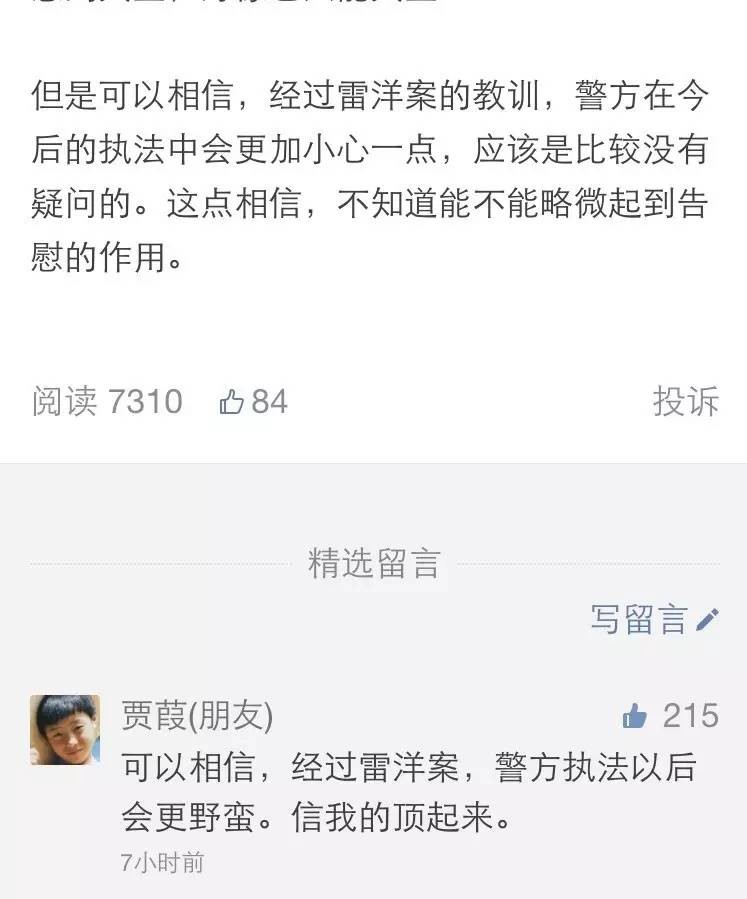 但是可以相信，经过雷洋案的教训，警方在今
后的执法中会更加小心一点，应该是比较没有
疑问的。这点相信，不知道能不能略微起到告
慰的作用。
阅读 7310 84 投诉
精选留言
写留言
贾葭(朋友) 215
可以相信，经过雷洋案，警方执法以后
会更野蛮。信我的顶起来。
7小时前